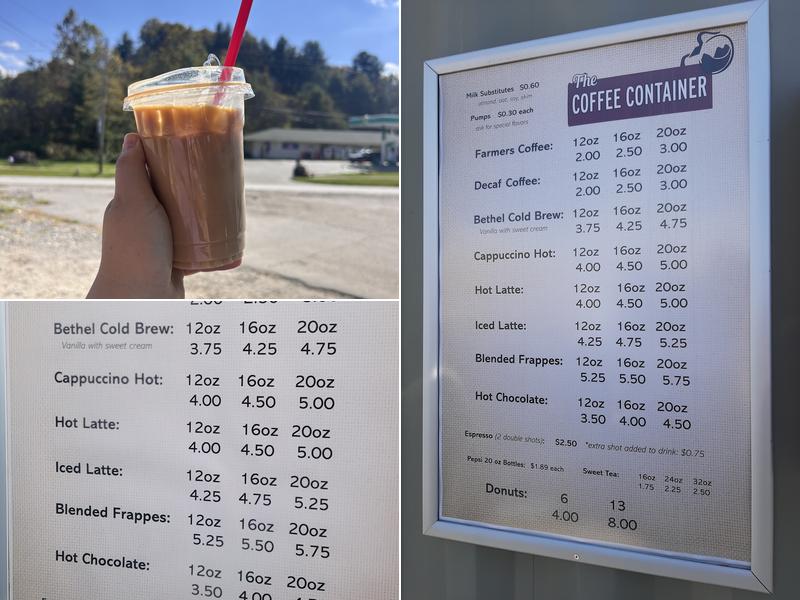 The
COFFEE CONTAINER
Milk Substitutes $0.60
almond, oat, soy, skim
Pumps $0.30 each
ask for special flavors
Farmers Coffee: 12oz 16oz 20oz
2.00 2.50 3.00
Decaf Coffee: 12oz 16oz 20oz
2.00 2.50 3.00
Bethel Cold Brew: 12oz 16oz 20oz
Vanilla with sweet cream 3.75 4.25 4.75
Cappuccino Hot: 12oz 16oz 20oz
4.00 4.50 5.00
Hot Latte: 12oz 16oz 20oz
4.00 4.50 5.00
Iced Latte: 12oz 16oz 20oz
4.25 4.75 5.25
Blended Frappes: 12oz 16oz 20oz
5.25 5.50 5.75
Hot Chocolate: 12oz 16oz 20oz
3.50 4.00 4.50
Espresso (2 double shots): $2.50 *extra shot added to drink: $0.75
Pepsi 20 oz Bottles: $1.89 each Sweet Tea: 16oz 24oz 32oz
1.75 2.25 2.50
Donuts: 6 13
4.00 8.00
Bethel Cold Brew: 12oz 16oz 20oz
Vanilla with sweet cream 3.75 4.25 4.75
Cappuccino Hot: 12oz 16oz 20oz
4.00 4.50 5.00
Hot Latte: 12oz 16oz 20oz
4.00 4.50 5.00
Iced Latte: 12oz 16oz 20oz
4.25 4.75 5.25
Blended Frappes: 12oz 16oz 20oz
5.25 5.50 5.75
Hot Chocolate: 12oz 16oz 20oz
3.50 4.00